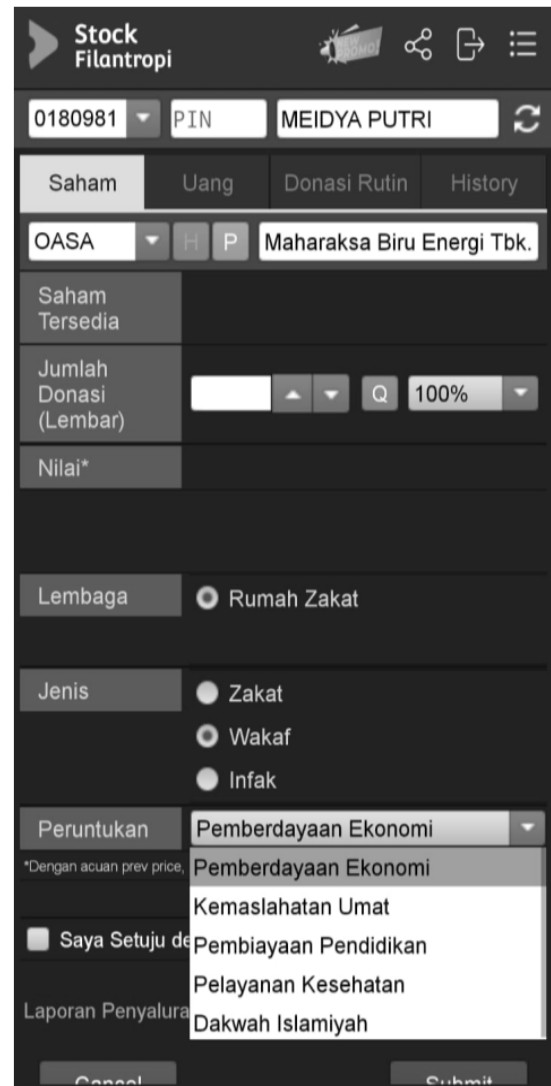 Stock
Filantropi
NEW PROMO!
0180981 PIN MEIDYA PUTRI
Saham Uang Donasi Rutin History
OASA H P Maharaksa Biru Energi Tbk.
Saham
Tersedia
Jumlah
Donasi
(Lembar)
Q 100%
Nilai*
Lembaga Rumah Zakat
Jenis Zakat
Wakaf
Infak
Peruntukan Pemberdayaan Ekonomi
*Dengan acuan prev price,
Pemberdayaan Ekonomi
Kemaslahatan Umat
Saya Setuju de
Pembiayaan Pendidikan
Pelayanan Kesehatan
Laporan Penyalura
Dakwah Islamiyah
Cancel Submit